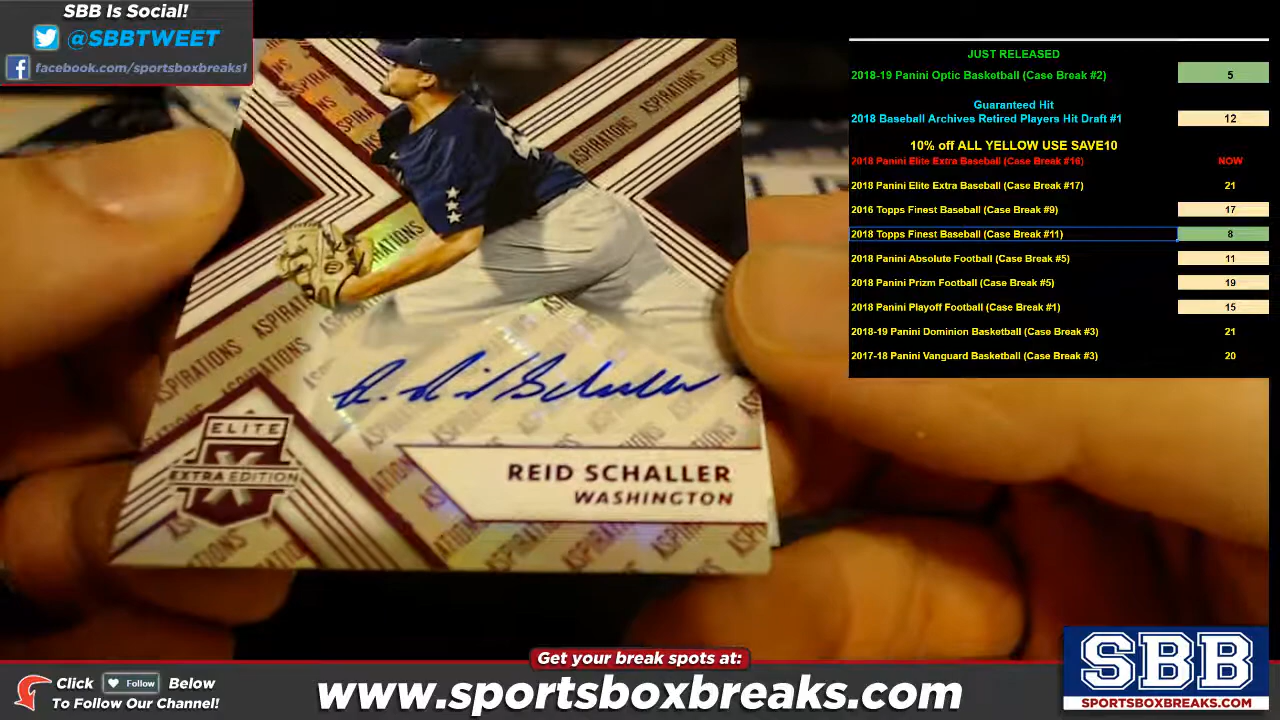 SBB Is Social!
@SBBTWEET
facebook.com/sportsboxbreaks1
ASPIRATIONS
ASPIRATIONS
ASPIRATIONS
ELITE
X
EXTRA EDITION
REID SCHALLER
WASHINGTON
JUST RELEASED
2018-19 Panini Optic Basketball (Case Break #2) 5
Guaranteed Hit
2018 Baseball Archives Retired Players Hit Draft #1 12
10% off ALL YELLOW USE SAVE10
2018 Panini Elite Extra Baseball (Case Break #16) NOW
2018 Panini Elite Extra Baseball (Case Break #17) 21
2016 Topps Finest Baseball (Case Break #9) 17
2018 Topps Finest Baseball (Case Break #11) 8
2018 Panini Absolute Football (Case Break #5) 11
2018 Panini Prizm Football (Case Break #5) 19
2018 Panini Playoff Football (Case Break #1) 15
2018-19 Panini Dominion Basketball (Case Break #3) 21
2017-18 Panini Vanguard Basketball (Case Break #3) 20
Get your break spots at:
Click Follow Below
To Follow Our Channel!
www.sportsboxbreaks.com
SBB
SPORTSBOXBREAKS.COM